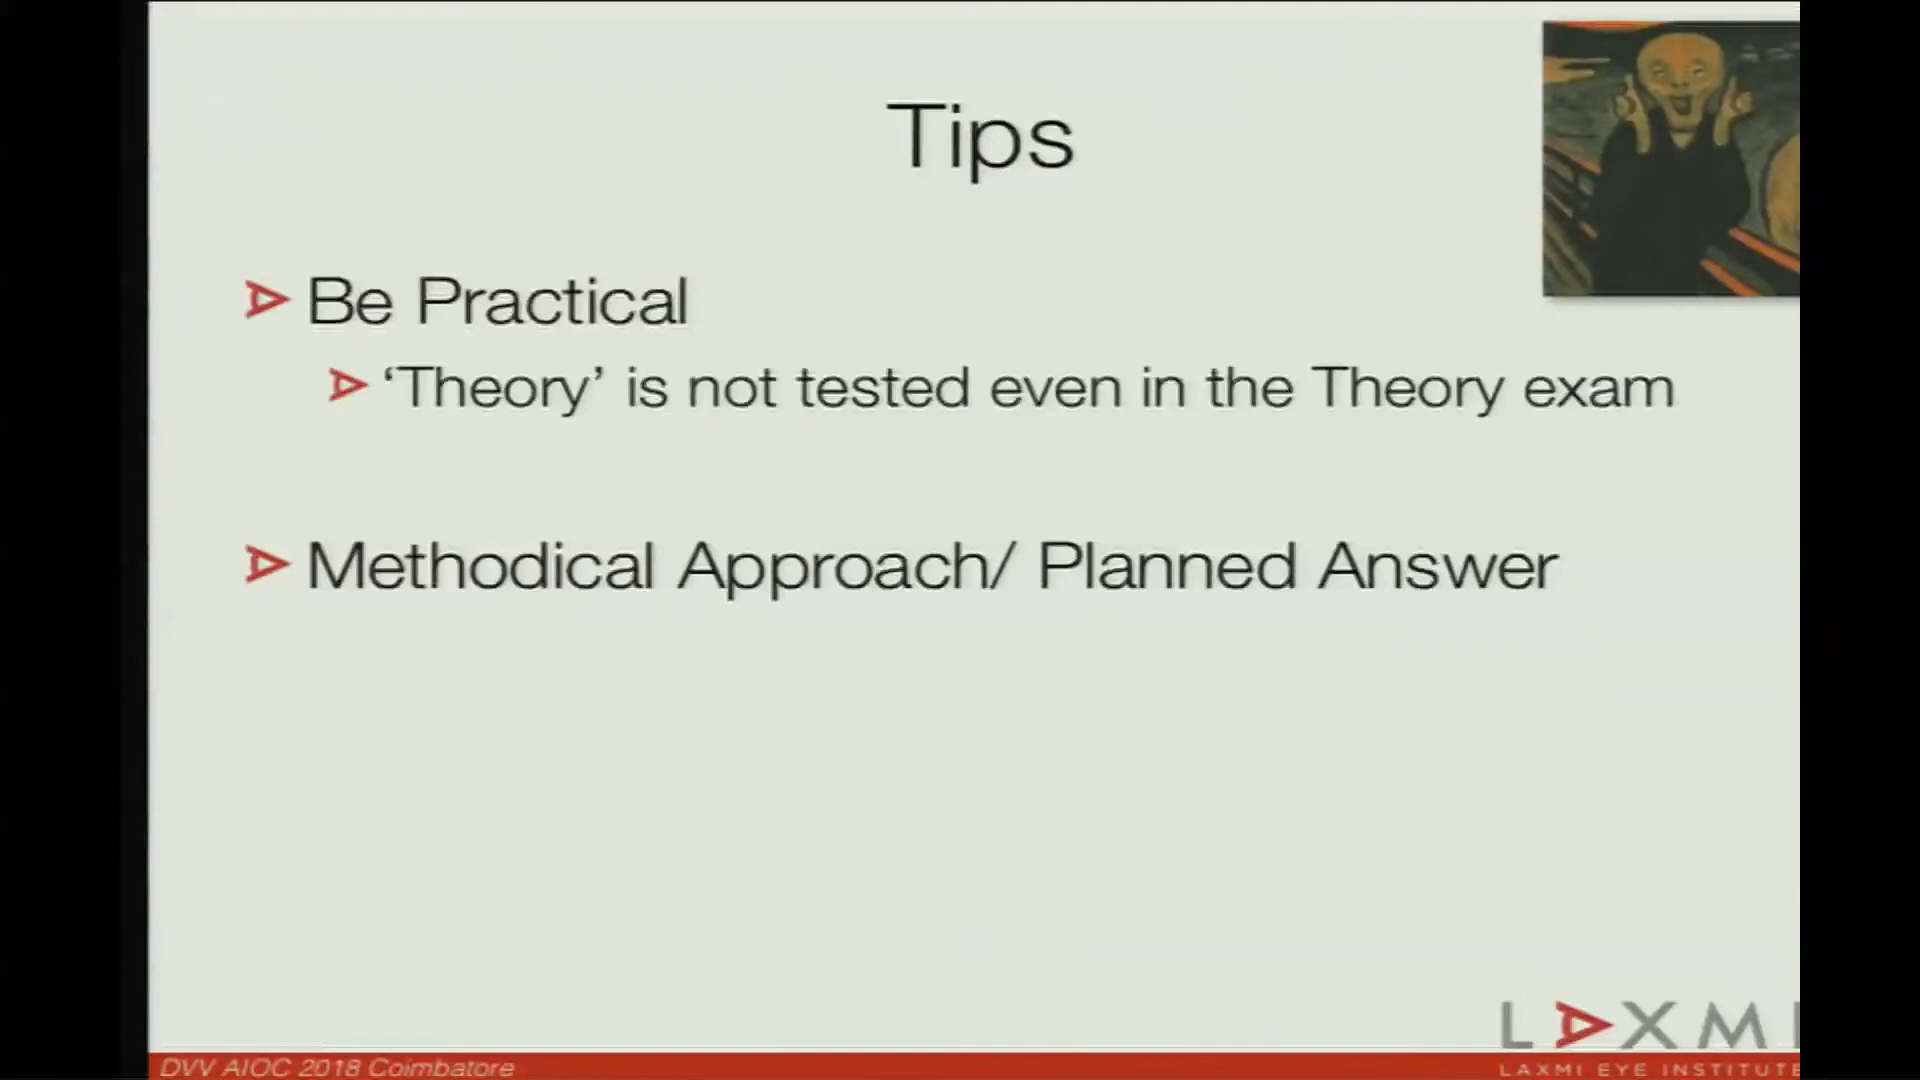 Tips
Be Practical
‘Theory’ is not tested even in the Theory exam
Methodical Approach/ Planned Answer
LAXMI
DVV AIOC 2018 Coimbatore
LAXMI EYE INSTITUTE